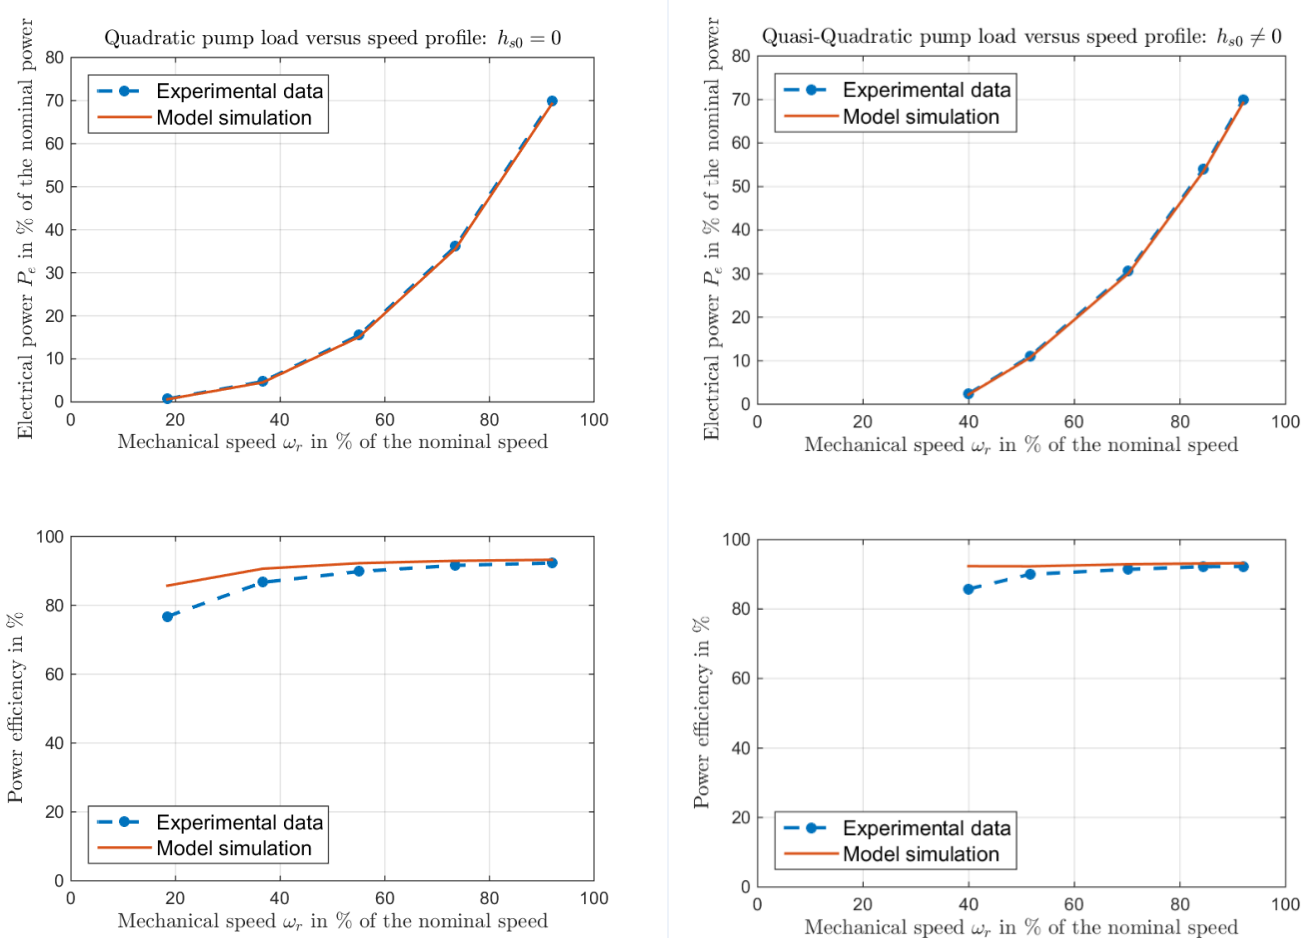 Quadratic pump load versus speed profile: h_{s0} = 0
Electrical power P_e in % of the nominal power
80
70
60
50
40
30
20
10
0
Experimental data
Model simulation
0 20 40 60 80 100
Mechanical speed ω_r in % of the nominal speed
Quasi-Quadratic pump load versus speed profile: h_{s0} ≠ 0
Electrical power P_e in % of the nominal power
80
70
60
50
40
30
20
10
0
Experimental data
Model simulation
0 20 40 60 80 100
Mechanical speed ω_r in % of the nominal speed
Power efficiency in %
100
80
60
40
20
0
Experimental data
Model simulation
0 20 40 60 80 100
Mechanical speed ω_r in % of the nominal speed
Power efficiency in %
100
80
60
40
20
0
Experimental data
Model simulation
0 20 40 60 80 100
Mechanical speed ω_r in % of the nominal speed